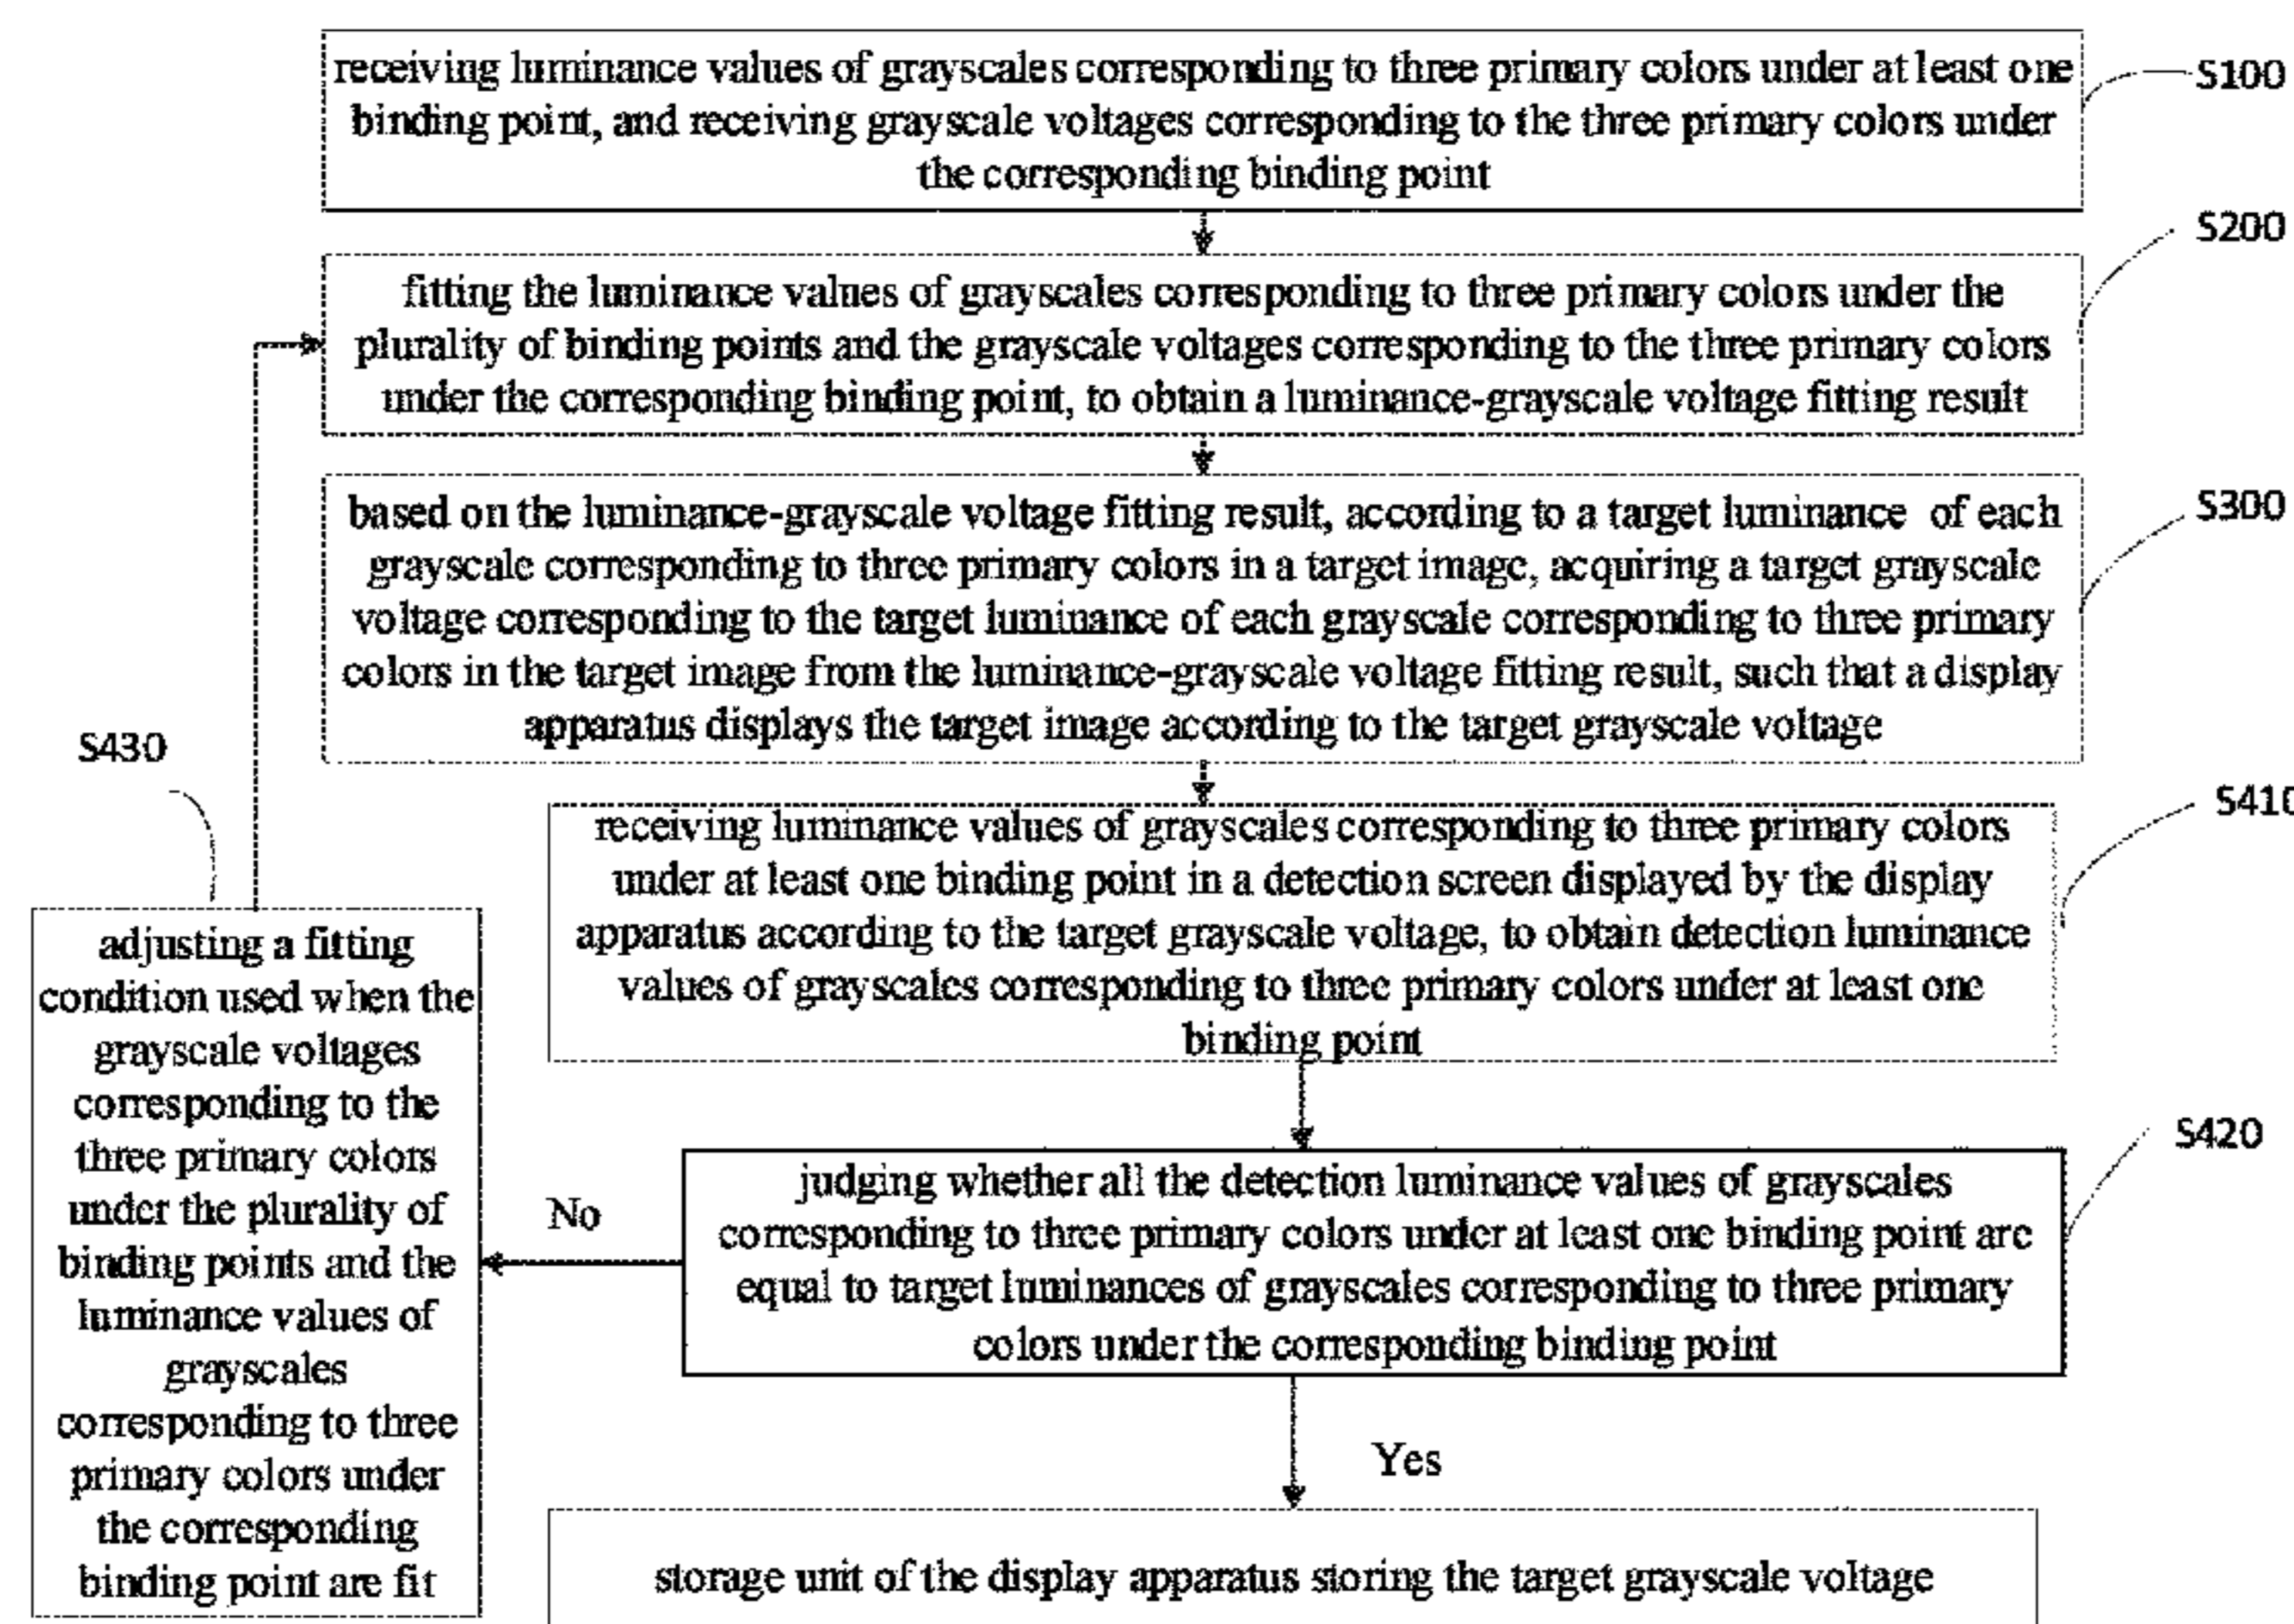 receiving luminance values of grayscales corresponding to three primary colors under at least one
binding point, and receiving grayscale voltages corresponding to the three primary colors under
the corresponding binding point
S100
fitting the luminance values of grayscales corresponding to three primary colors under the
plurality of binding points and the grayscale voltages corresponding to the three primary colors
under the corresponding binding point, to obtain a luminance-grayscale voltage fitting result
S200
based on the luminance-grayscale voltage fitting result, according to a target luminance of each
grayscale corresponding to three primary colors in a target image, acquiring a target grayscale
voltage corresponding to the target luminance of each grayscale corresponding to three primary
colors in the target image from the luminance-grayscale voltage fitting result, such that a display
apparatus displays the target image according to the target grayscale voltage
S300
receiving luminance values of grayscales corresponding to three primary colors
under at least one binding point in a detection screen displayed by the display
apparatus according to the target grayscale voltage, to obtain detection luminance
values of grayscales corresponding to three primary colors under at least one
binding point
S410
judging whether all the detection luminance values of grayscales
corresponding to three primary colors under at least one binding point are
equal to target luminances of grayscales corresponding to three primary
colors under the corresponding binding point
S420
No
S430
adjusting a fitting
condition used when the
grayscale voltages
corresponding to the
three primary colors
under the plurality of
binding points and the
luminance values of
grayscales
corresponding to three
primary colors under
the corresponding
binding point are fit
Yes
storage unit of the display apparatus storing the target grayscale voltage